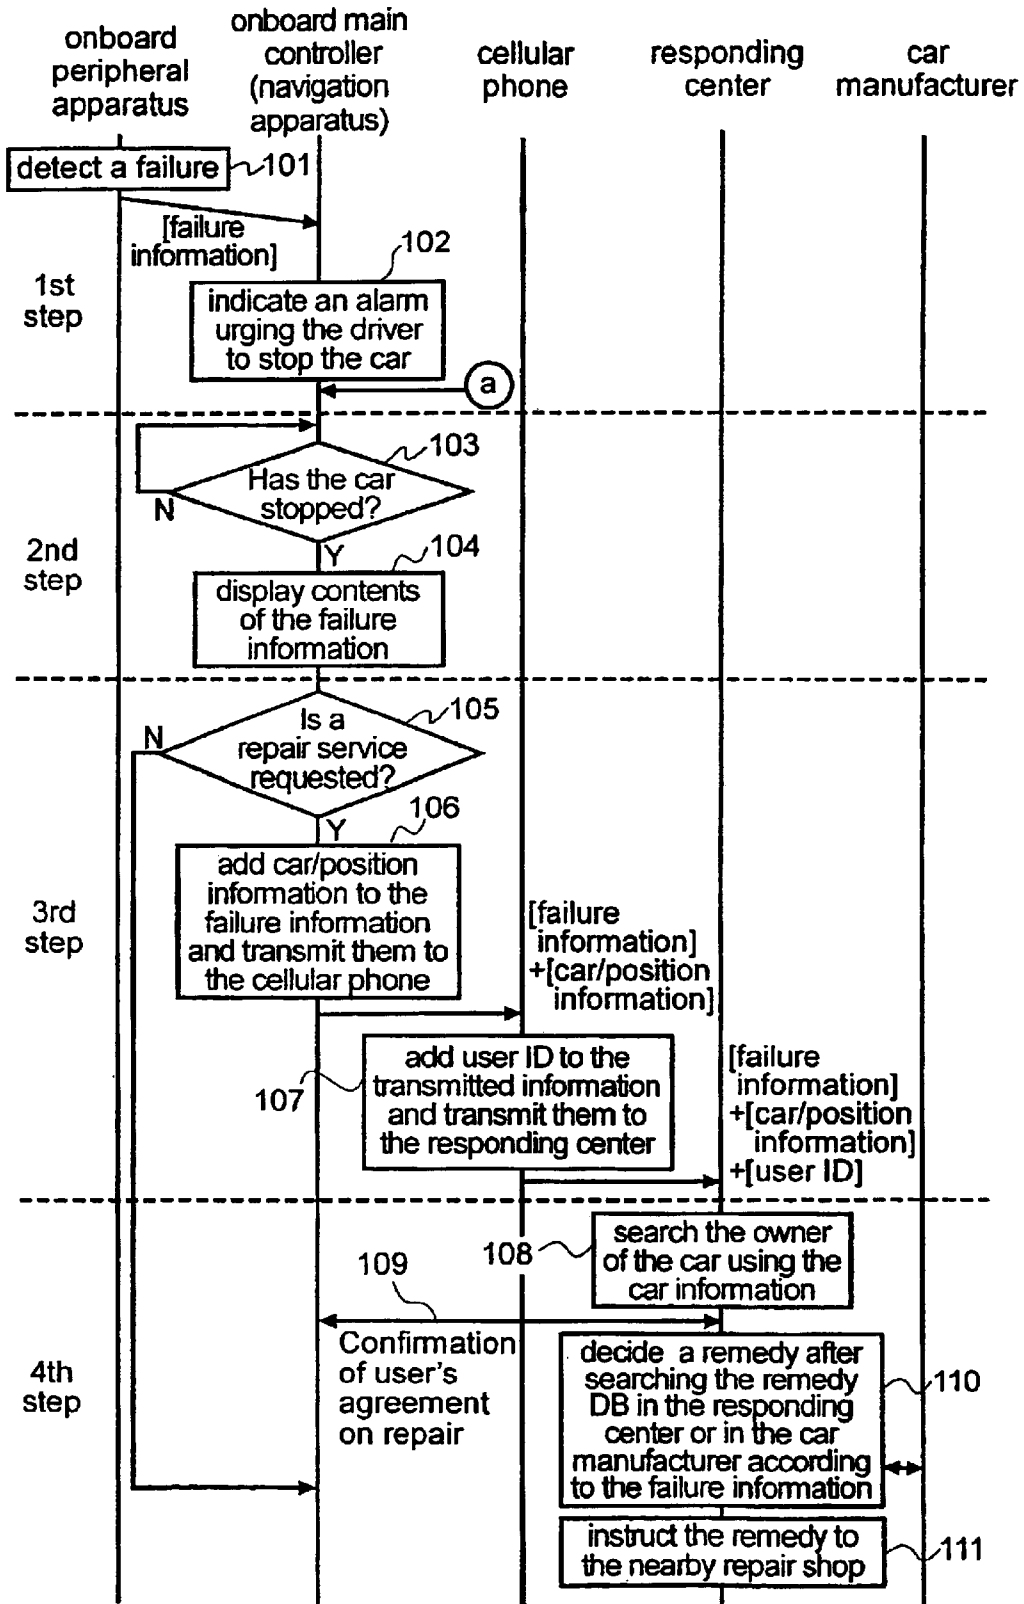 onboard
peripheral
apparatus
onboard main
controller
(navigation
apparatus)
cellular
phone
responding
center
car
manufacturer
detect a failure
101
[failure
information]
102
1st
step
indicate an alarm
urging the driver
to stop the car
a
103
Has the car
stopped?
N
Y
104
2nd
step
display contents
of the failure
information
105
Is a
repair service
requested?
N
Y
106
3rd
step
add car/position
information to the
failure information
and transmit them to
the cellular phone
[failure
information]
+[car/position
information]
107
add user ID to the
transmitted information
and transmit them to
the responding center
[failure
information]
+[car/position
information]
+[user ID]
108
search the owner
of the car using the
car information
109
Confirmation
of user's
agreement
on repair
4th
step
decide a remedy after
searching the remedy
DB in the responding
center or in the car
manufacturer according
to the failure information
110
instruct the remedy to
the nearby repair shop
111